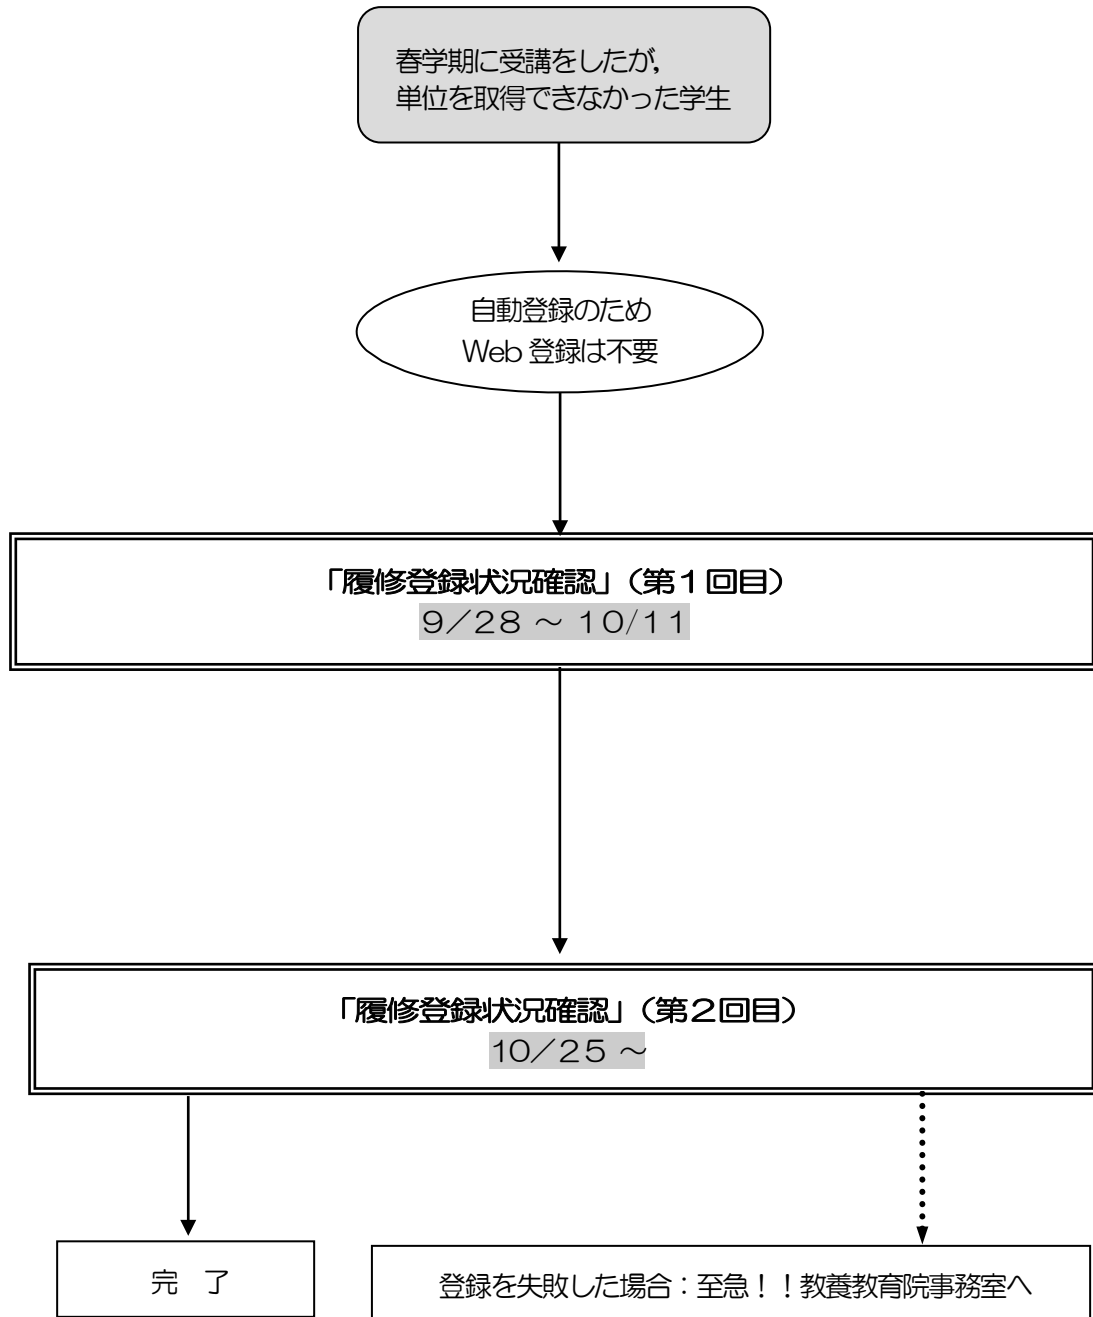 春学期に受講をしたが,
単位を取得できなかった学生
自動登録のため
Web 登録は不要
「履修登録状況確認」（第１回目）
９／２８ ～ １０/１１
「履修登録状況確認」（第２回目）
１０／２５ ～
完　了
登録を失敗した場合：至急！！教養教育院事務室へ